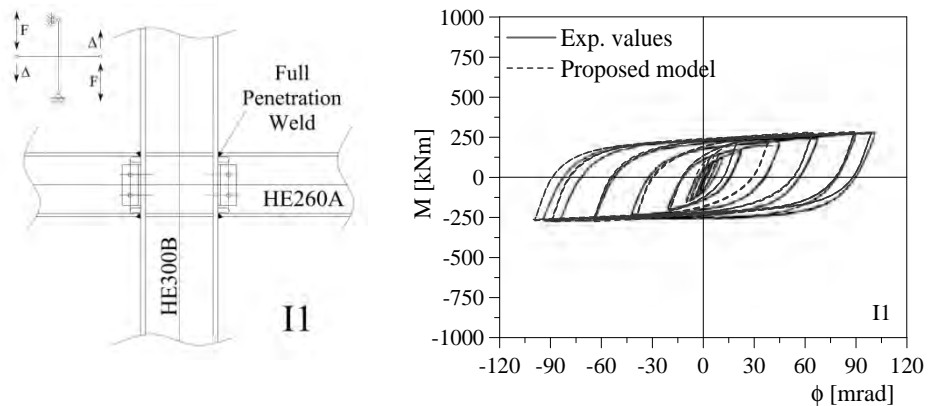 F
Δ
Δ
F
Full
Penetration
Weld
HE260A
HE300B
I1
1000
750
500
250
0
-250
-500
-750
-1000
M [kNm]
Exp. values
Proposed model
I1
-120 -90 -60 -30 0 30 60 90 120
ϕ [mrad]